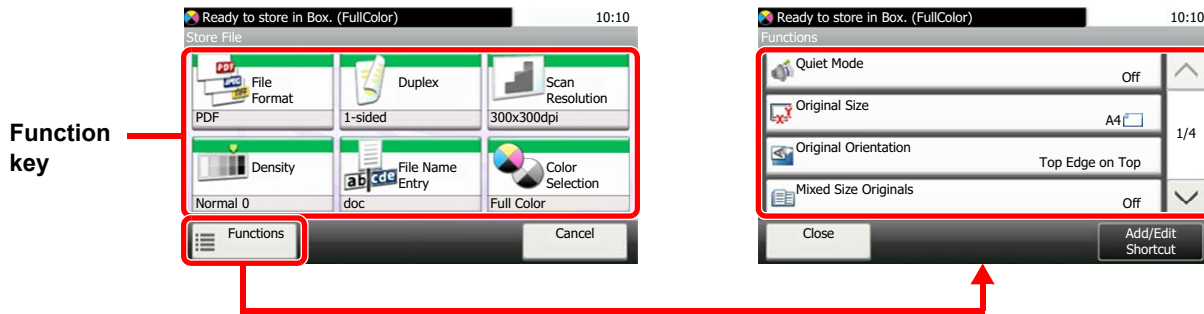 Ready to store in Box. (FullColor) 10:10
Store File
PDF
JPEG
TIFF
File
Format
PDF
Duplex
1-sided
Scan
Resolution
300x300dpi
Function
key
Density
Normal 0
ab cde
File Name
Entry
doc
Color
Selection
Full Color
Functions
Cancel
Ready to store in Box. (FullColor) 10:10
Functions
Quiet Mode
Off
Original Size
X Y
A4
Original Orientation
Top Edge on Top
Mixed Size Originals
Off
1/4
Close
Add/Edit
Shortcut